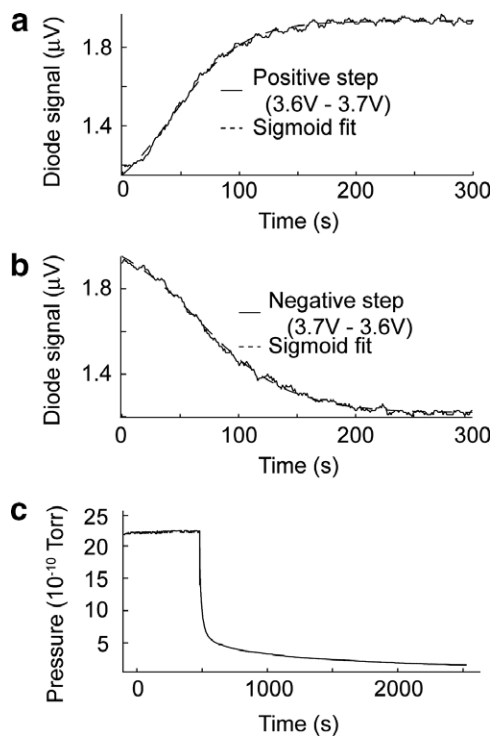 a
Diode signal (μV)
1.9
1.4
Positive step
(3.6V - 3.7V)
Sigmoid fit
0 100 200 300
Time (s)
b
Diode signal (μV)
1.8
1.4
Negative step
(3.7V - 3.6V)
Sigmoid fit
0 100 200 300
Time (s)
c
Pressure (10⁻¹⁰ Torr)
25
20
15
10
5
0 1000 2000
Time (s)